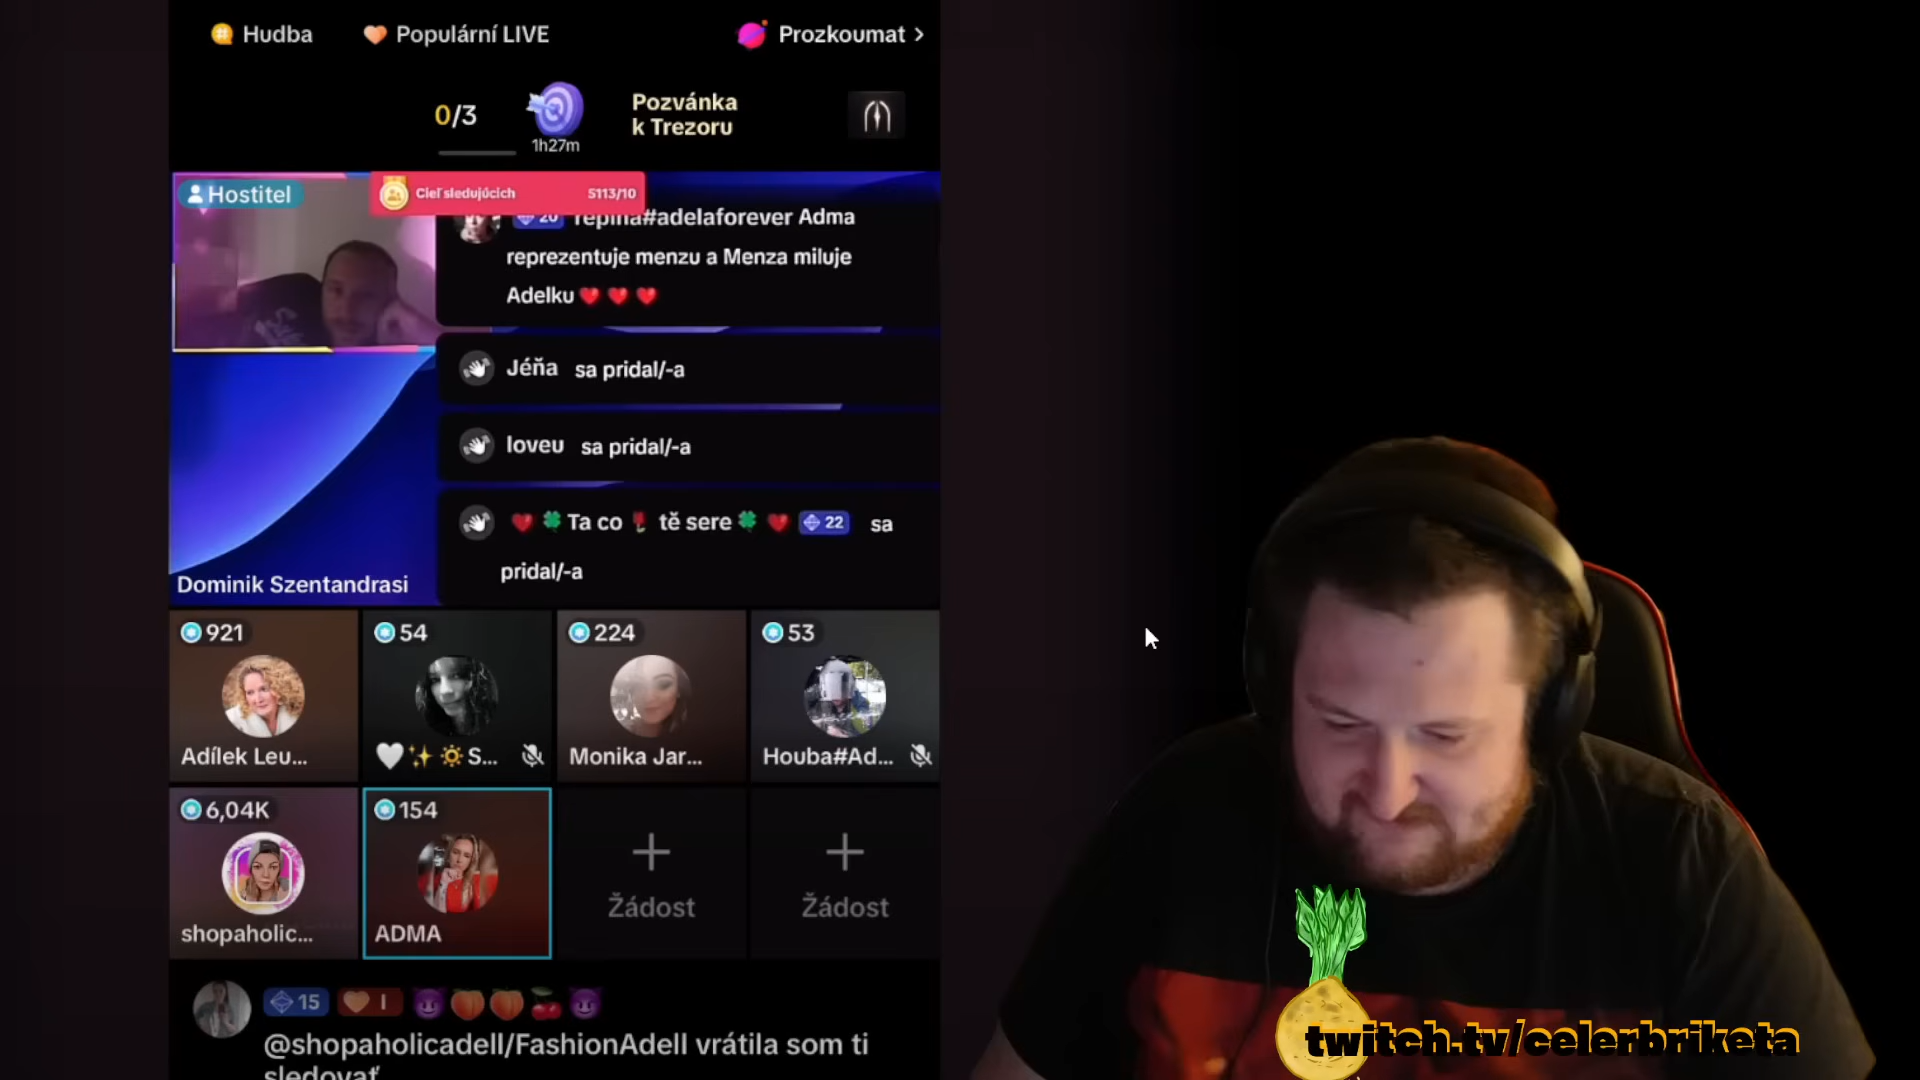 Hudba
Populární LIVE
Prozkoumat >
0/3
1h27m
Pozvánka
k Trezoru
Hostitel
Cieľ sledujúcich
5113/10
20 repina#adelaforever Adma
reprezentuje menzu a Menza miluje
Adelku
Jéňa sa pridal/-a
loveu sa pridal/-a
Ta co tě sere 22 sa
pridal/-a
Dominik Szentandrasi
921
54
224
53
Adílek Leu...
S...
Monika Jar...
Houba#Ad...
6,04K
154
shopaholic...
ADMA
Žádost
Žádost
15 I
@shopaholicadell/FashionAdell vrátila som ti
sledovať
twitch.tv/celerbriketa